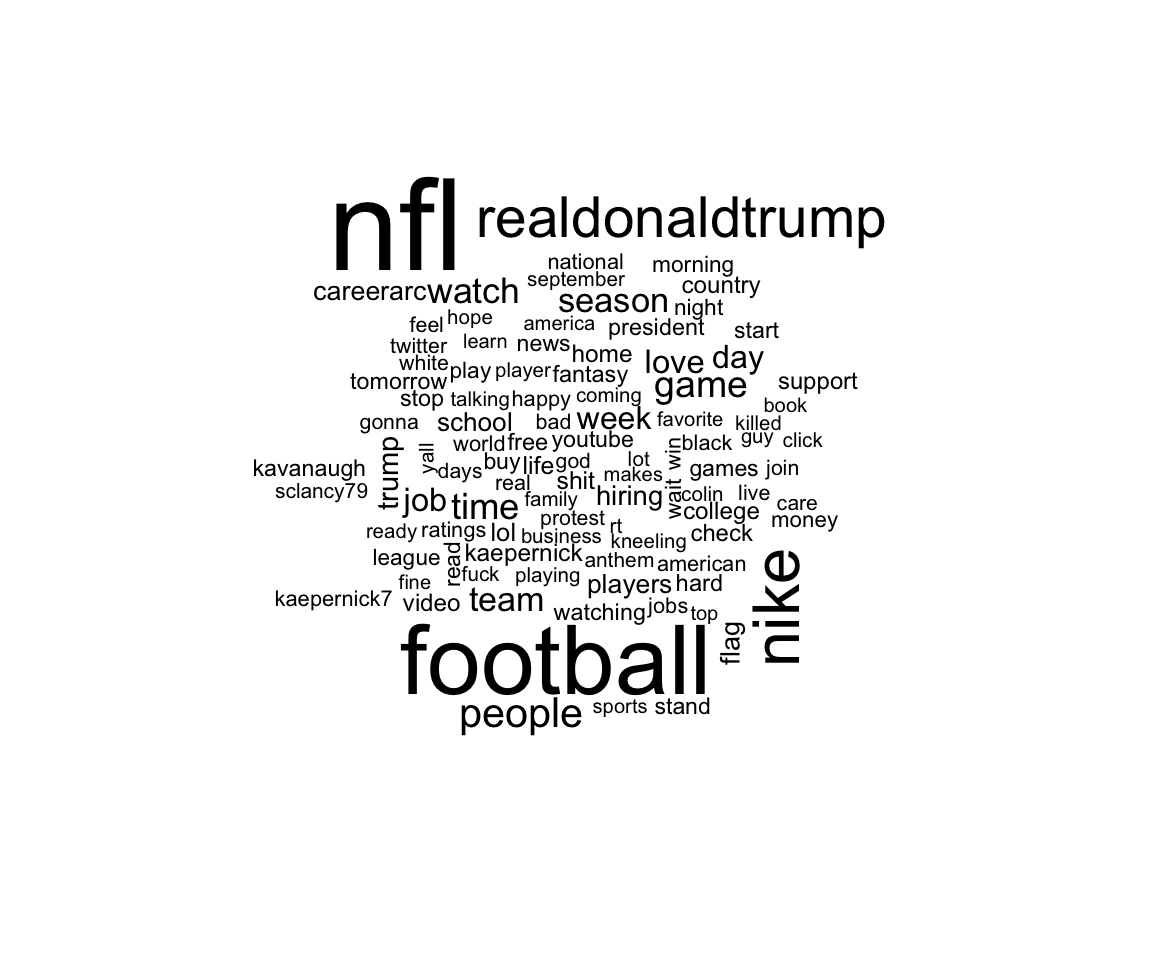 nfl realdonaldtrump
national morning
september country
careerarc watch season night
hope
feel america president start
twitter learn news home
white play player fantasy love day
tomorrow game support
stop talking happy coming book
gonna school bad week favorite killed
yall world free youtube win black guy click
kavanaugh trump days buy life god lot games join
sclancy79 real shit makes
job time family hiring wait colin live care
college money
ready ratings lol protest rt
business kneeling check
league read kaepernick anthem american
fine fuck playing players hard
kaepernick7 video team watching jobs top
football flag nike
people sports stand